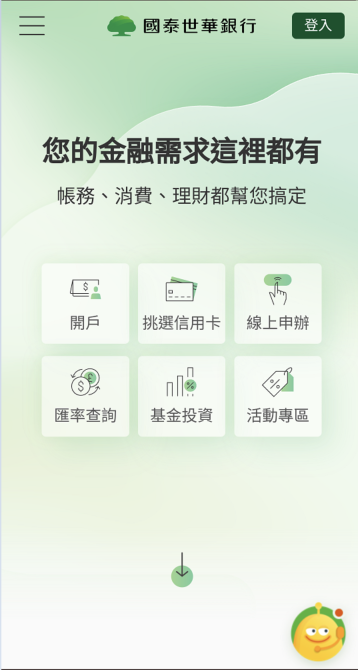 國泰世華銀行
登入
您的金融需求這裡都有
帳務、消費、理財都幫您搞定
開戶
挑選信用卡
線上申辦
匯率查詢
基金投資
活動專區